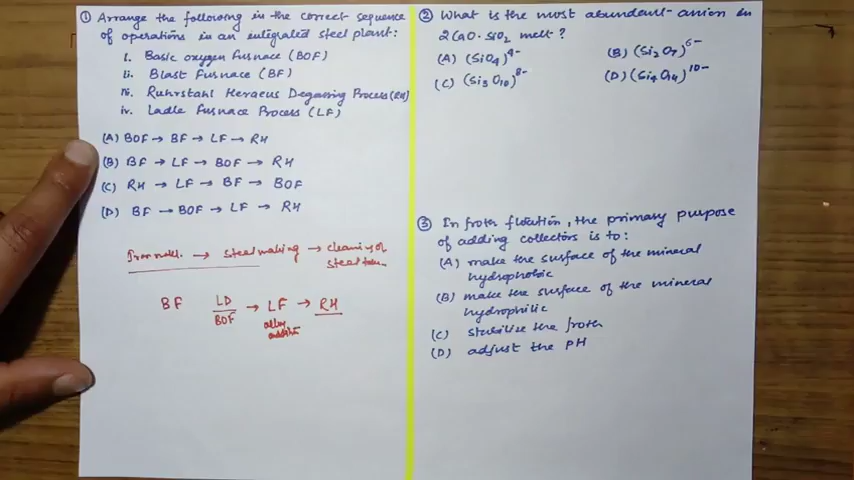 ① Arrange the following in the correct sequence
of operations in an integrated steel plant:
i. Basic oxygen furnace (BOF)
ii. Blast Furnace (BF)
iii. Ruhrstahl Heraeus Degassing Process (RH)
iv. Ladle Furnace Process (LF)
(A) BOF → BF → LF → RH
(B) BF → LF → BOF → RH
(C) RH → LF → BF → BOF
(D) BF → BOF → LF → RH
Iron → steel making → cleaning of
steel
BF LD → LF → RH
BOF alloy
addition
② What is the most abundant anion in
2CaO·SiO₂ melt?
(A) (SiO₄)⁴⁻ (B) (Si₂O₇)⁶⁻
(C) (Si₃O₁₀)⁸⁻ (D) (Si₄O₁₄)¹⁰⁻
③ In froth flotation, the primary purpose
of adding collectors is to:
(A) make the surface of the mineral
hydrophobic
(B) make the surface of the mineral
hydrophilic
(C) stabilise the froth
(D) adjust the PH